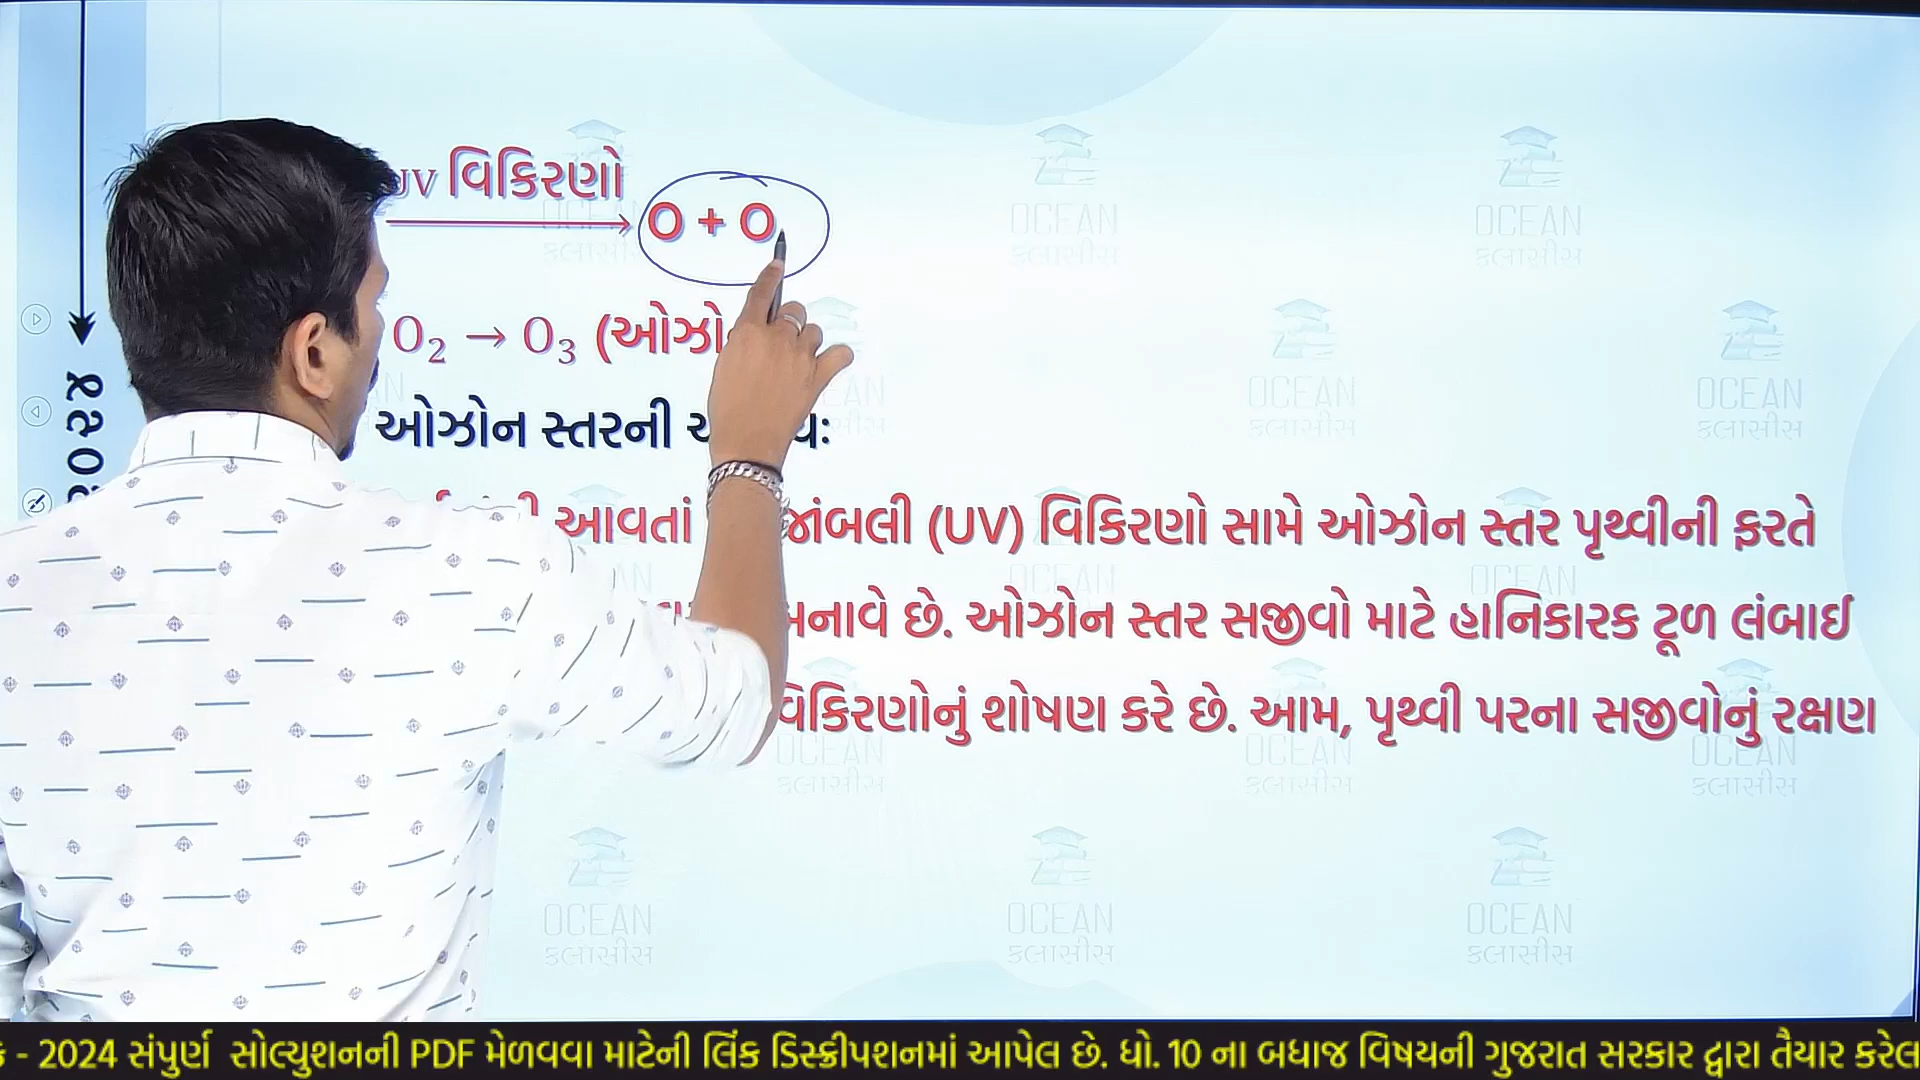 UV વિકિરણો
O + O
O₂ → O₃ (ઓઝો
ઓઝોન સ્તરની
આવતાં જાંબલી (UV) વિકિરણો સામે ઓઝોન સ્તર પૃથ્વીની ફરતે
બનાવે છે. ઓઝોન સ્તર સજીવો માટે હાનિકારક ટૂળ લંબાઈ
વિકિરણોનું શોષણ કરે છે. આમ, પૃથ્વી પરના સજીવોનું રક્ષણ
OCEAN
ક્લાસીસ
- 2024 સંપુર્ણ સોલ્યુશનની PDF મેળવવા માટેની લિંક ડિસ્ક્રીપશનમાં આપેલ છે. ધો. 10 ના બધાજ વિષયની ગુજરાત સરકાર દ્વારા તૈયાર કરેલ